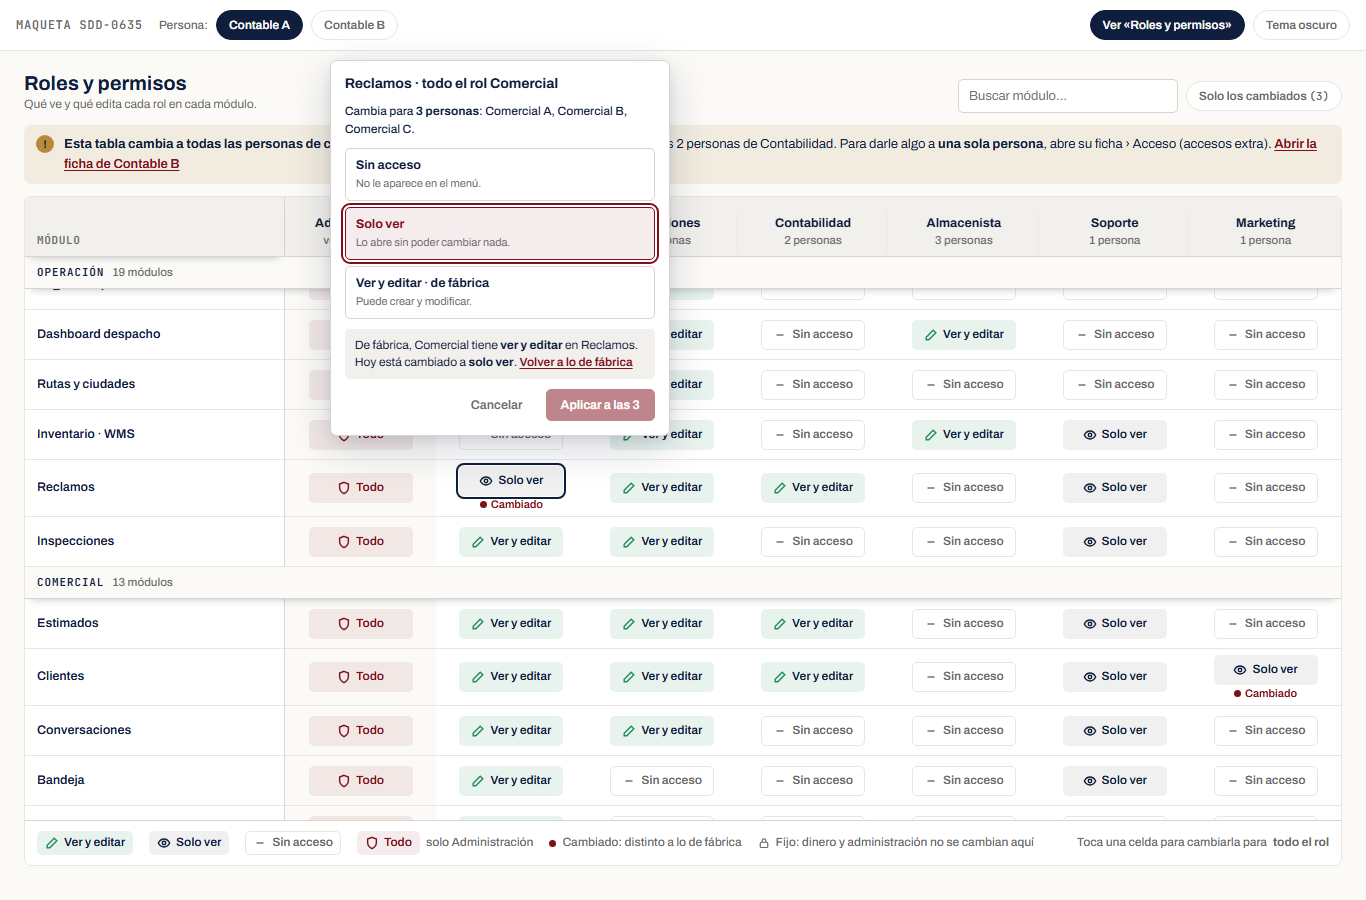 MAQUETA SDD-0635 Persona: Contable A Contable B Ver «Roles y permisos» Tema oscuro
Roles y permisos
Qué ve y qué edita cada rol en cada módulo.
Buscar módulo... Solo los cambiados (3)
Esta tabla cambia a todas las personas de c
s 2 personas de Contabilidad. Para darle algo a una sola persona, abre su ficha › Acceso (accesos extra). Abrir la
ficha de Contable B
Reclamos · todo el rol Comercial
Cambia para 3 personas: Comercial A, Comercial B,
Comercial C.
Sin acceso
No le aparece en el menú.
Solo ver
Lo abre sin poder cambiar nada.
Ver y editar · de fábrica
Puede crear y modificar.
De fábrica, Comercial tiene ver y editar en Reclamos.
Hoy está cambiado a solo ver. Volver a lo de fábrica
Cancelar Aplicar a las 3
MÓDULO
Ad
v
iones
onas
Contabilidad
2 personas
Almacenista
3 personas
Soporte
1 persona
Marketing
1 persona
OPERACIÓN 19 módulos
Dashboard despacho editar – Sin acceso Ver y editar – Sin acceso – Sin acceso
Rutas y ciudades editar – Sin acceso – Sin acceso – Sin acceso – Sin acceso
Inventario · WMS Todo Sin acceso Ver y editar – Sin acceso Ver y editar Solo ver – Sin acceso
Reclamos Todo Solo ver Ver y editar Ver y editar – Sin acceso Solo ver – Sin acceso
Cambiado
Inspecciones Todo Ver y editar Ver y editar – Sin acceso – Sin acceso Solo ver – Sin acceso
COMERCIAL 13 módulos
Estimados Todo Ver y editar Ver y editar Ver y editar – Sin acceso Solo ver – Sin acceso
Clientes Todo Ver y editar Ver y editar Ver y editar – Sin acceso Solo ver Solo ver
Cambiado
Conversaciones Todo Ver y editar Ver y editar – Sin acceso – Sin acceso Solo ver – Sin acceso
Bandeja Todo Ver y editar – Sin acceso – Sin acceso – Sin acceso Solo ver – Sin acceso
Ver y editar Solo ver – Sin acceso Todo solo Administración Cambiado: distinto a lo de fábrica Fijo: dinero y administración no se cambian aquí Toca una celda para cambiarla para todo el rol